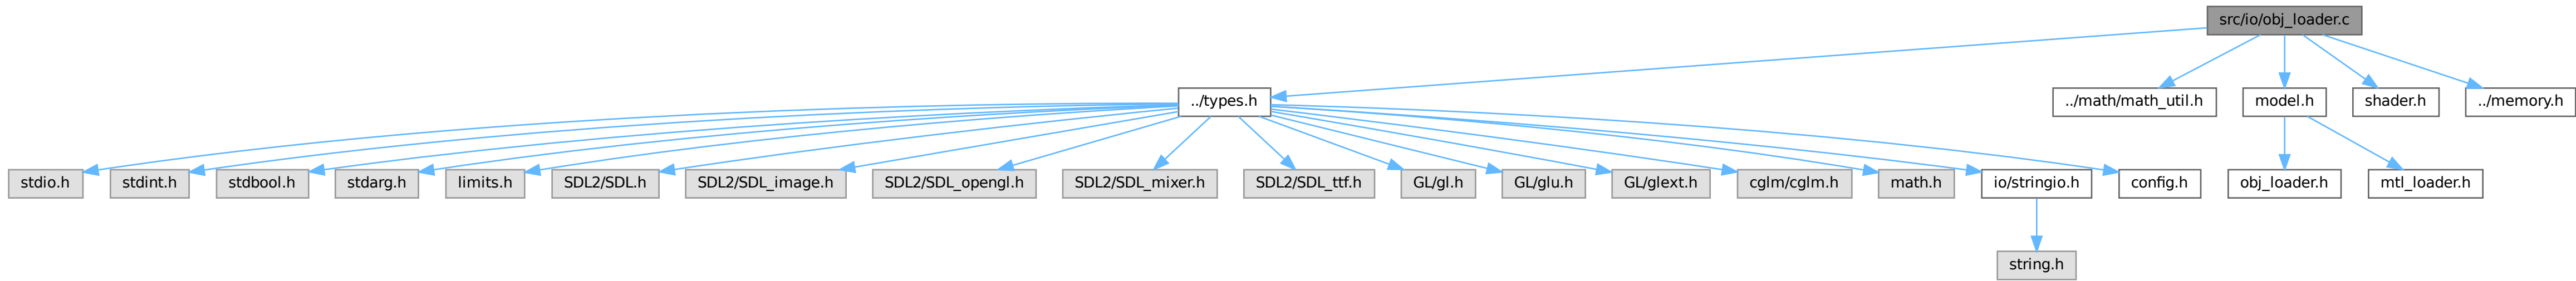 src/io/obj_loader.c
../types.h
../math/math_util.h
model.h
shader.h
../memory.h
stdio.h
stdint.h
stdbool.h
stdarg.h
limits.h
SDL2/SDL.h
SDL2/SDL_image.h
SDL2/SDL_opengl.h
SDL2/SDL_mixer.h
SDL2/SDL_ttf.h
GL/gl.h
GL/glu.h
GL/glext.h
cglm/cglm.h
math.h
io/stringio.h
config.h
obj_loader.h
mtl_loader.h
string.h